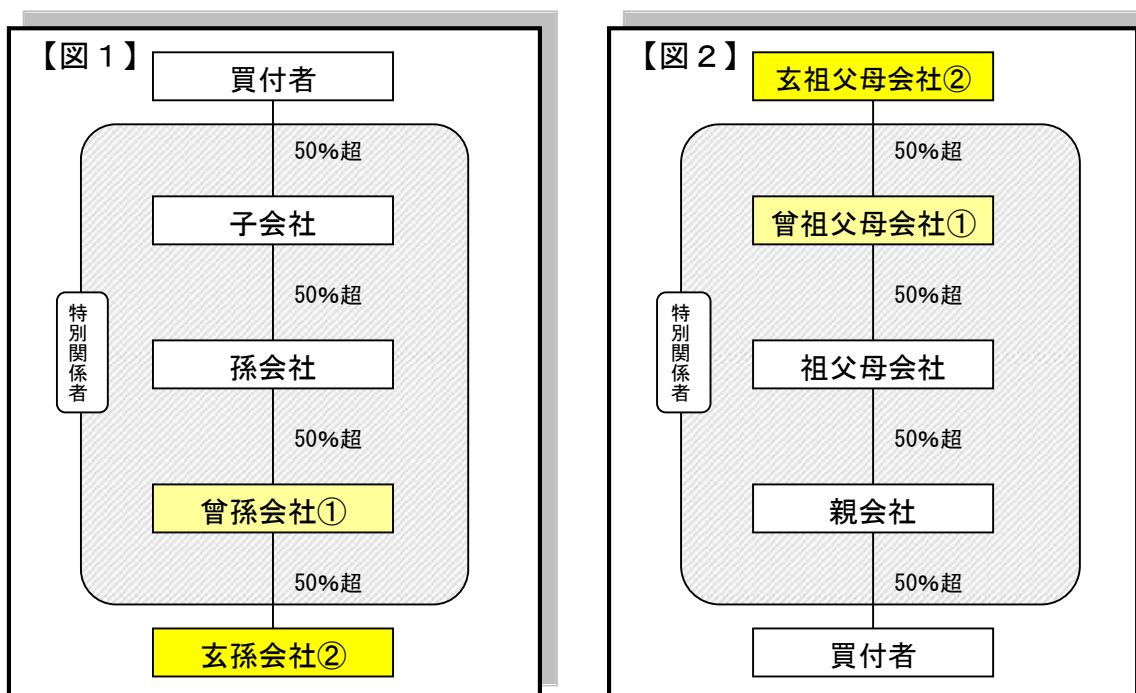 【図１】
買付者
50%超
子会社
50%超
特別関係者
孫会社
50%超
曾孫会社①
50%超
玄孫会社②
【図２】
玄祖父母会社②
50%超
曾祖父母会社①
50%超
特別関係者
祖父母会社
50%超
親会社
50%超
買付者